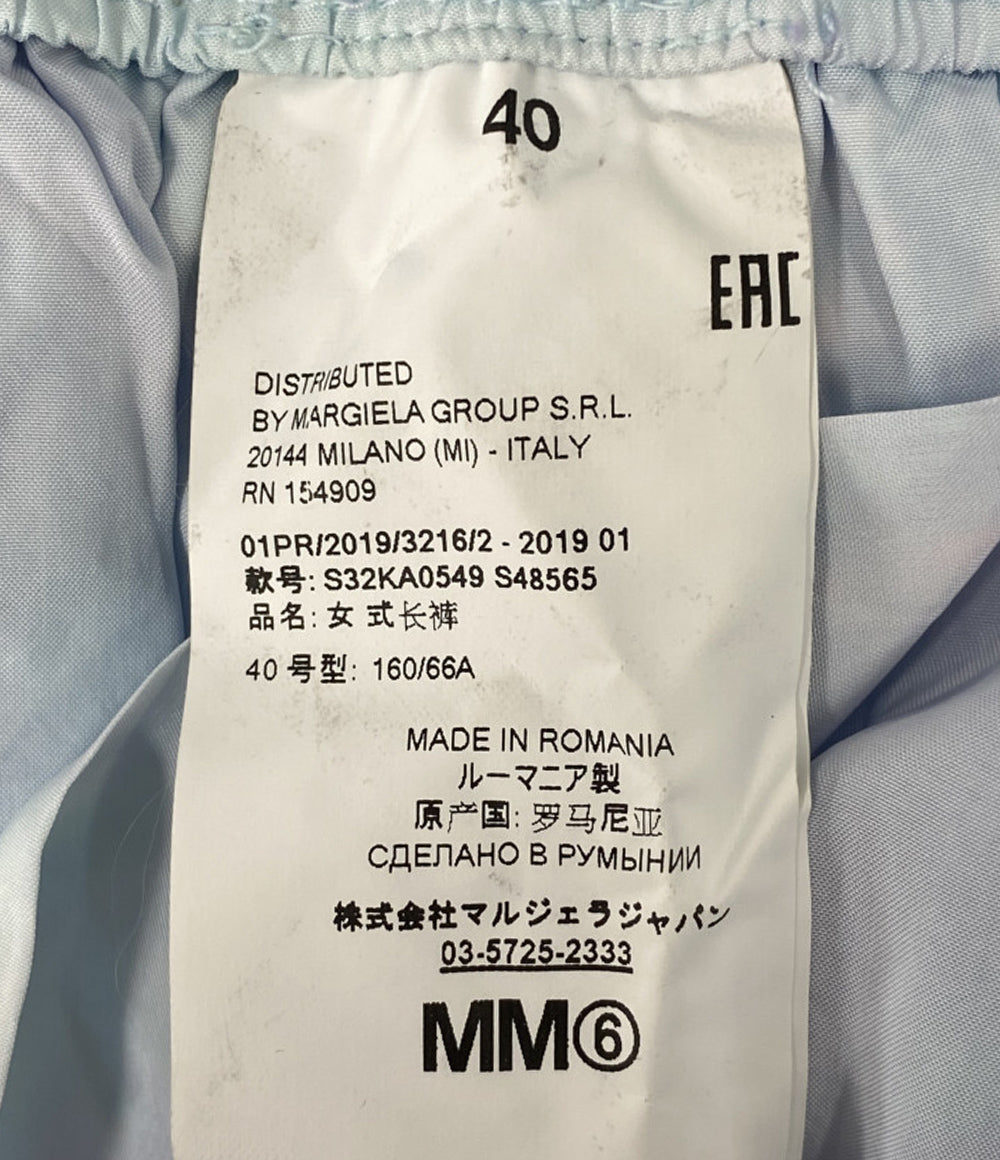 40
EAC
DISTRIBUTED
BY MARGIELA GROUP S.R.L.
20144 MILANO (MI) - ITALY
RN 154909
01PR/2019/3216/2 - 2019 01
款号: S32KA0549 S48565
品名: 女 式长裤
40 号型: 160/66A
MADE IN ROMANIA
ルーマニア製
原产国: 罗马尼亚
СДЕЛАНО В РУМЫНИИ
株式会社マルジェラジャパン
03-5725-2333
MM⑥